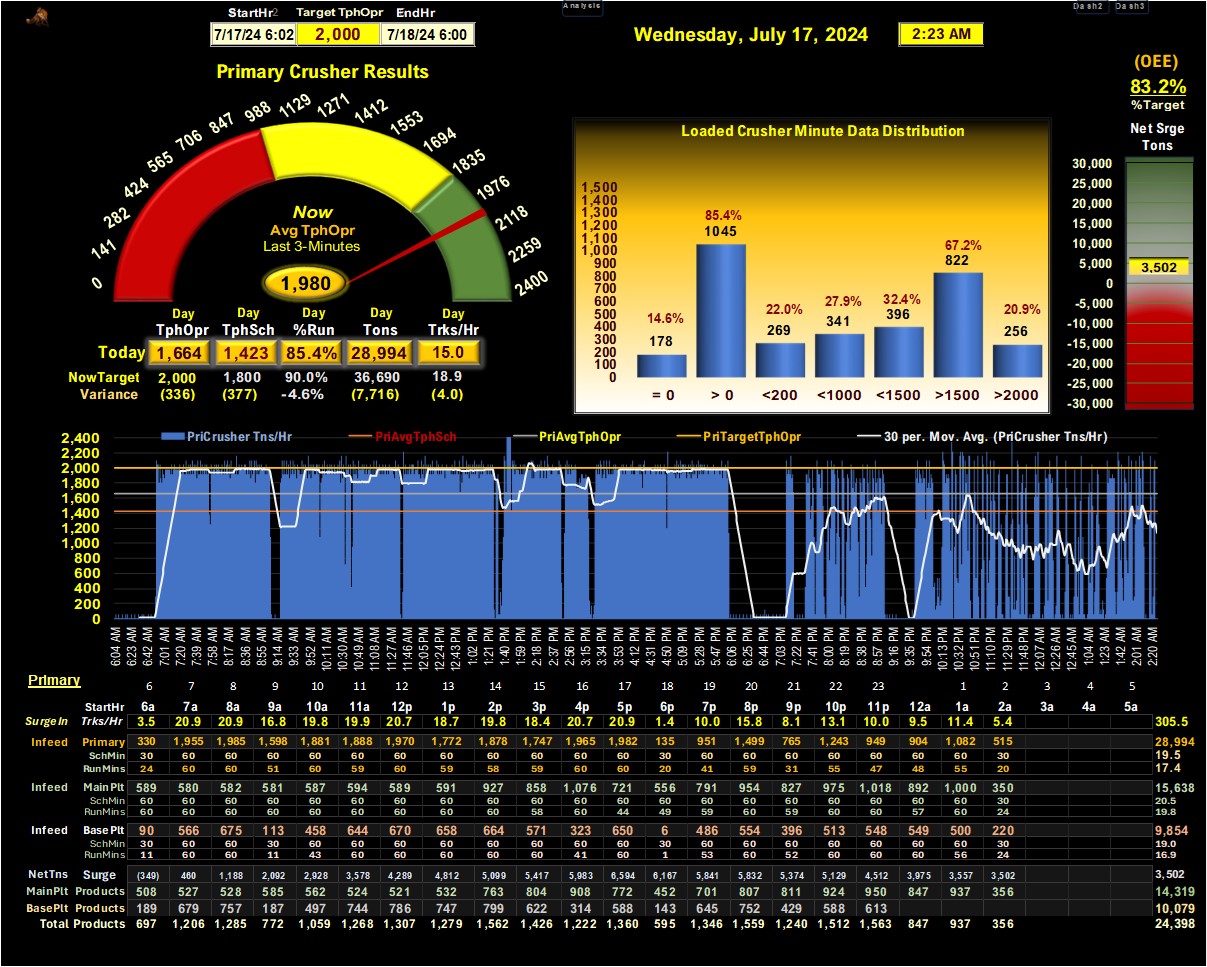 Analysis
Dash2 Dash3
StartHr2 Target TphOpr EndHr
7/17/24 6:02 2,000 7/18/24 6:00
Wednesday, July 17, 2024 2:23 AM
(OEE)
83.2%
%Target
Net Srge
Tons
30,000
25,000
20,000
15,000
10,000
5,000
0
-5,000
-10,000
-15,000
-20,000
-25,000
-30,000
3,502
Primary Crusher Results
0 141 282 424 565 706 847 988 1129 1271 1412 1553 1694 1835 1976 2118 2259 2400
Now
Avg TphOpr
Last 3-Minutes
1,980
Day Day Day Day Day
TphOpr TphSch %Run Tons Trks/Hr
Today 1,664 1,423 85.4% 28,994 15.0
NowTarget 2,000 1,800 90.0% 36,690 18.9
Variance (336) (377) -4.6% (7,716) (4.0)
Loaded Crusher Minute Data Distribution
1,500
1,400
1,300
1,200
1,100
1,000
900
800
700
600
500
400
300
200
100
0
14.6% 85.4% 22.0% 27.9% 32.4% 67.2% 20.9%
178 1045 269 341 396 822 256
= 0 > 0 <200 <1000 <1500 >1500 >2000
PriCrusher Tns/Hr PriAvgTphSch PriAvgTphOpr PriTargetTphOpr 30 per. Mov. Avg. (PriCrusher Tns/Hr)
2,400
2,200
2,000
1,800
1,600
1,400
1,200
1,000
800
600
400
200
0
6:04 AM 6:23 AM 6:42 AM 7:01 AM 7:20 AM 7:39 AM 7:58 AM 8:17 AM 8:36 AM 8:55 AM 9:14 AM 9:33 AM 9:52 AM 10:11 AM 10:30 AM 10:49 AM 11:08 AM 11:27 AM 11:46 AM 12:05 PM 12:24 PM 12:43 PM 1:02 PM 1:21 PM 1:40 PM 1:59 PM 2:18 PM 2:37 PM 2:56 PM 3:15 PM 3:34 PM 3:53 PM 4:12 PM 4:31 PM 4:50 PM 5:09 PM 5:28 PM 5:47 PM 6:06 PM 6:25 PM 6:44 PM 7:03 PM 7:22 PM 7:41 PM 8:00 PM 8:19 PM 8:38 PM 8:57 PM 9:16 PM 9:35 PM 9:54 PM 10:13 PM 10:32 PM 10:51 PM 11:10 PM 11:29 PM 11:48 PM 12:07 AM 12:26 AM 12:45 AM 1:04 AM 1:23 AM 1:42 AM 2:01 AM 2:20 AM
Primary
6 7 8 9 10 11 12 13 14 15 16 17 18 19 20 21 22 23 1 2 3 4 5
StartHr 6a 7a 8a 9a 10a 11a 12p 1p 2p 3p 4p 5p 6p 7p 8p 9p 10p 11p 12a 1a 2a 3a 4a 5a
SurgeIn Trks/Hr 3.5 20.9 20.9 16.8 19.8 19.9 20.7 18.7 19.8 18.4 20.7 20.9 1.4 10.0 15.8 8.1 13.1 10.0 9.5 11.4 5.4 305.5
Infeed Primary 330 1,955 1,985 1,598 1,881 1,888 1,970 1,772 1,878 1,747 1,965 1,982 135 951 1,499 765 1,243 949 904 1,082 515 28,994
SchMin 30 60 60 60 60 60 60 60 60 60 60 60 30 60 60 60 60 60 60 60 30 19.5
RunMins 24 60 60 51 60 59 60 59 58 59 60 60 20 41 59 31 55 47 48 55 20 17.4
Infeed MainPlt 589 580 582 581 587 594 589 591 927 858 1,076 721 556 791 954 827 975 1,018 892 1,000 350 15,638
SchMin 60 60 60 60 60 60 60 60 60 60 60 60 60 60 60 60 60 60 60 60 30 20.5
RunMins 60 60 60 60 60 60 60 60 60 58 60 44 49 59 60 60 60 60 57 60 24 19.8
Infeed BasePlt 90 566 675 113 458 644 670 658 664 571 323 650 6 486 554 396 513 548 549 500 220 9,854
SchMin 30 60 60 30 60 60 60 60 60 60 60 60 30 60 60 60 60 60 60 60 30 19.0
RunMins 11 60 60 11 43 60 60 60 60 60 41 60 1 53 60 52 60 60 60 56 24 16.9
NetTns Surge (349) 460 1,188 2,092 2,928 3,578 4,289 4,812 5,099 5,417 5,983 6,594 6,167 5,841 5,832 5,374 5,129 4,512 3,975 3,557 3,502 3,502
MainPlt Products 508 527 528 585 562 524 521 532 763 804 908 772 452 701 807 811 924 950 847 937 356 14,319
BasePlt Products 189 679 757 187 497 744 786 747 799 622 314 588 143 645 752 429 588 613 10,079
Total Products 697 1,206 1,285 772 1,059 1,268 1,307 1,279 1,562 1,426 1,222 1,360 595 1,346 1,559 1,240 1,512 1,563 847 937 356 24,398